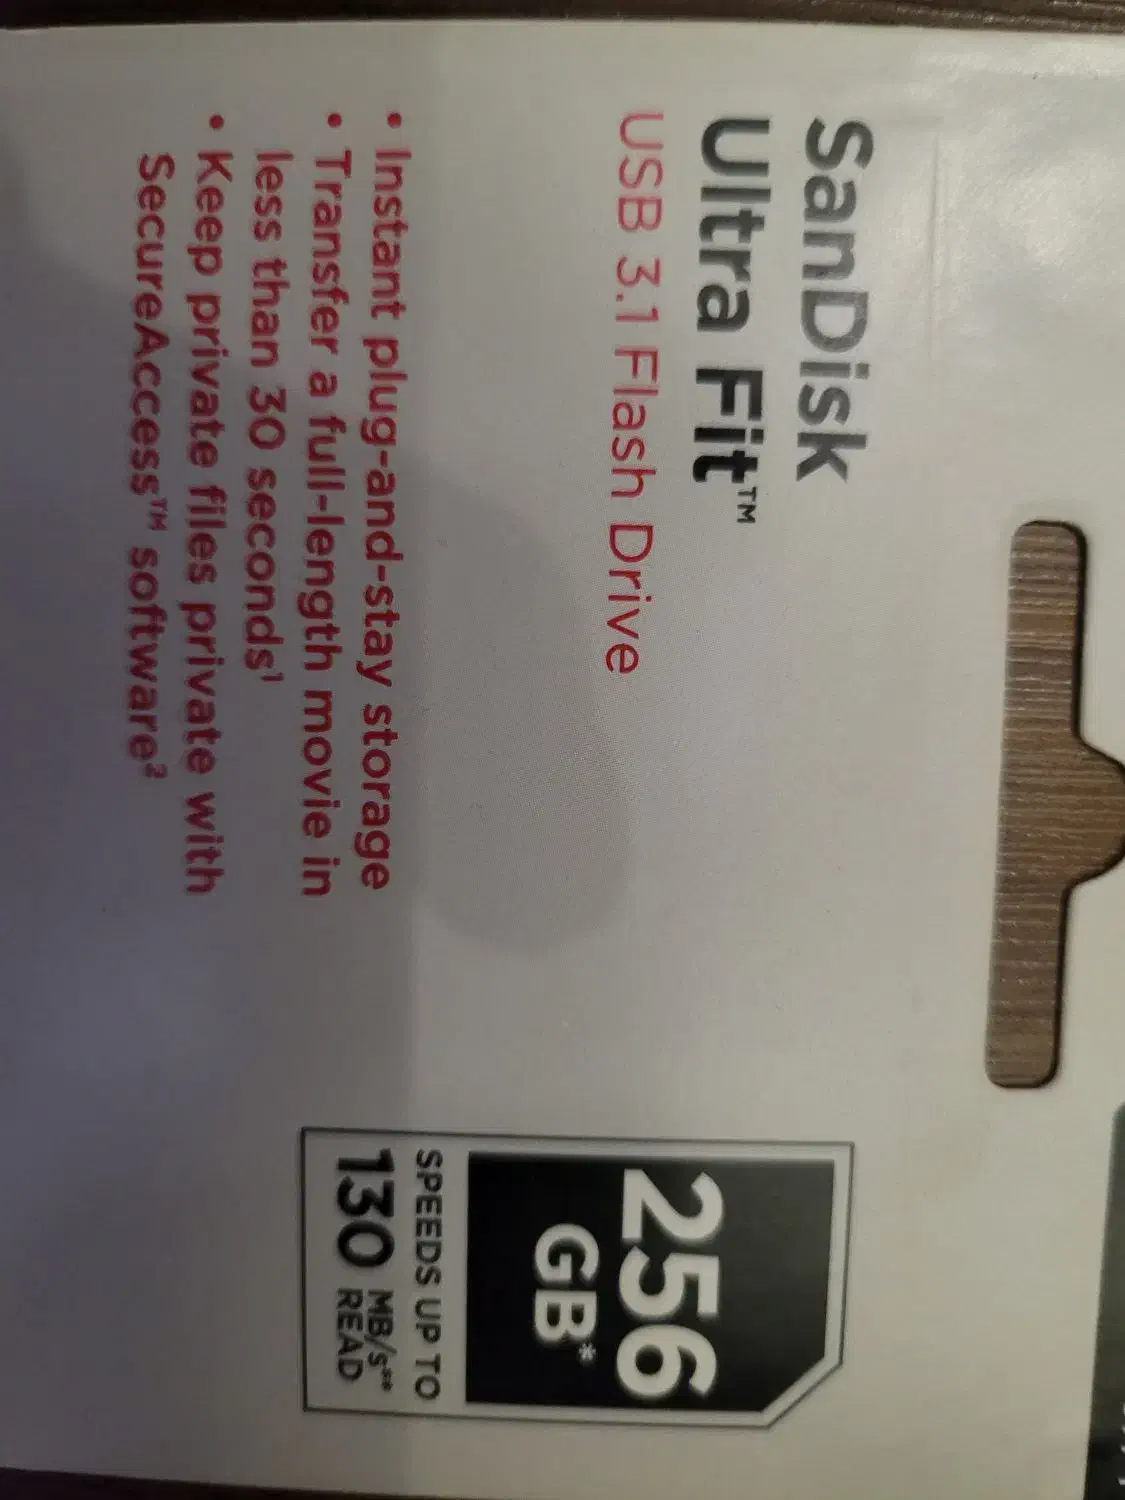 SanDisk
Ultra Fit™
USB 3.1 Flash Drive
• Instant plug-and-stay storage
• Transfer a full-length movie in
less than 30 seconds¹
• Keep private files private with
SecureAccess™ software²
256
GB*
SPEEDS UP TO
130 MB/s**
READ